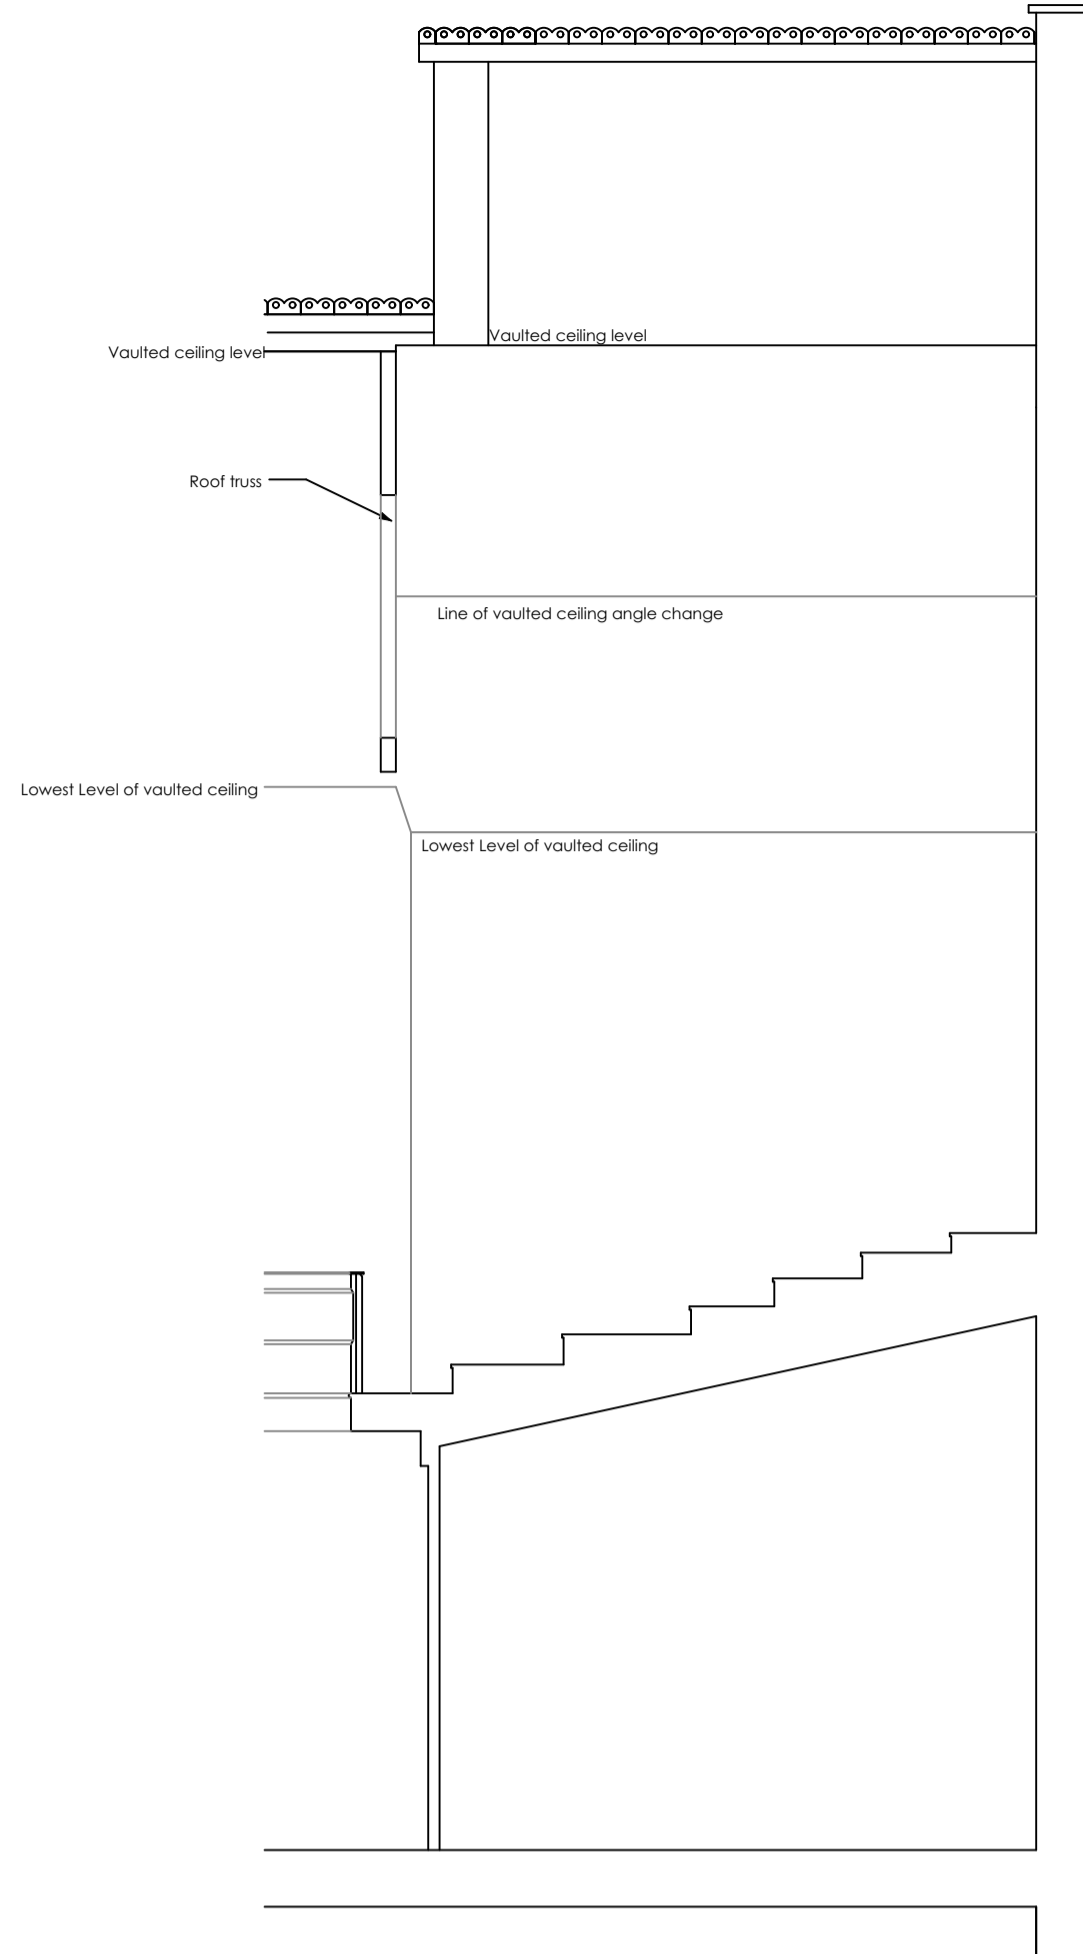 Vaulted ceiling level
Vaulted ceiling level
Roof truss
Line of vaulted ceiling angle change
Lowest Level of vaulted ceiling
Lowest Level of vaulted ceiling